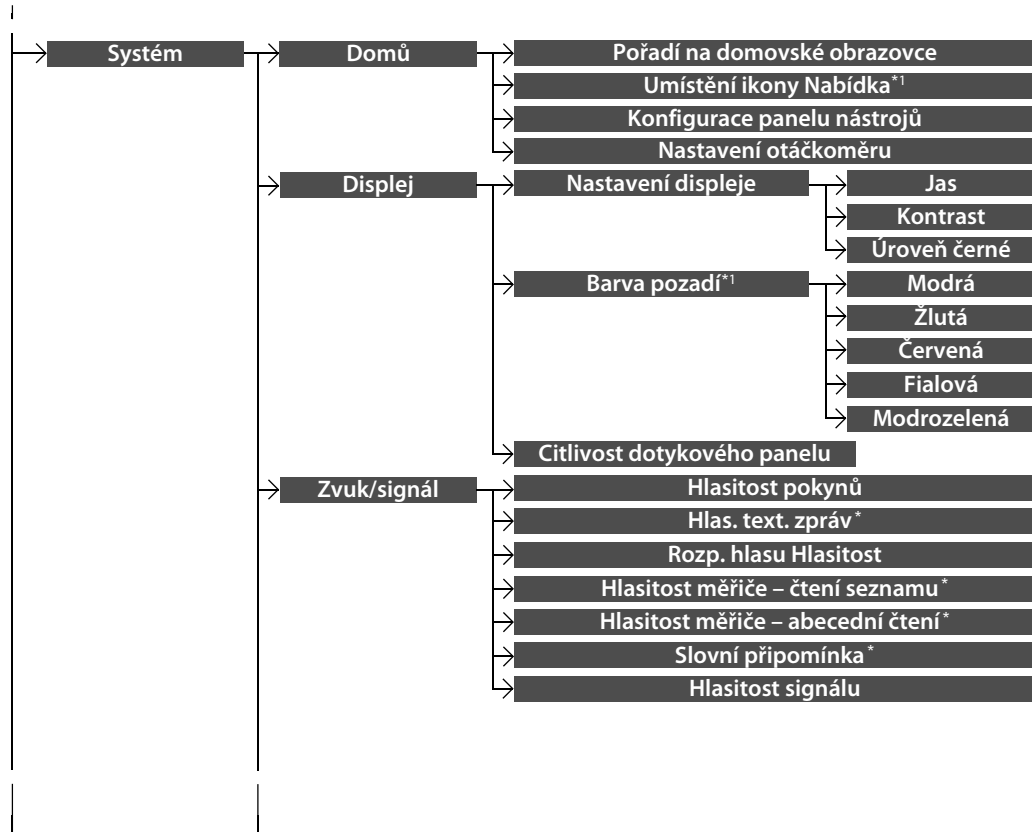 Systém
Domů
Pořadí na domovské obrazovce
Umístění ikony Nabídka*1
Konfigurace panelu nástrojů
Nastavení otáčkoměru
Displej
Nastavení displeje
Jas
Kontrast
Úroveň černé
Barva pozadí*1
Modrá
Žlutá
Červená
Fialová
Modrozelená
Citlivost dotykového panelu
Zvuk/signál
Hlasitost pokynů
Hlas. text. zpráv*
Rozp. hlasu Hlasitost
Hlasitost měřiče – čtení seznamu*
Hlasitost měřiče – abecední čtení*
Slovní připomínka*
Hlasitost signálu